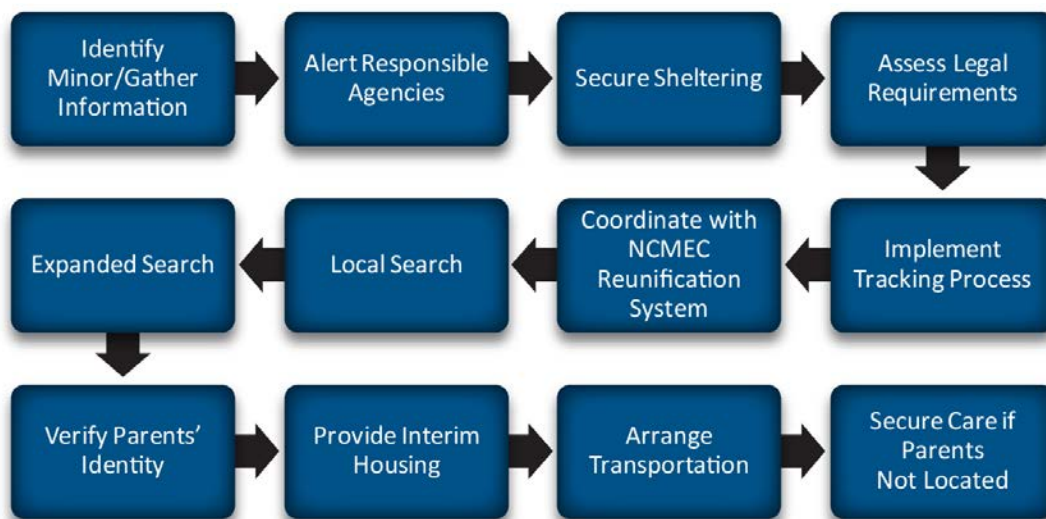 Identify
Minor/Gather
Information
Alert Responsible
Agencies
Secure Sheltering
Assess Legal
Requirements
Implement
Tracking Process
Coordinate with
NCMEC
Reunification
System
Local Search
Expanded Search
Verify Parents’
Identity
Provide Interim
Housing
Arrange
Transportation
Secure Care if
Parents
Not Located